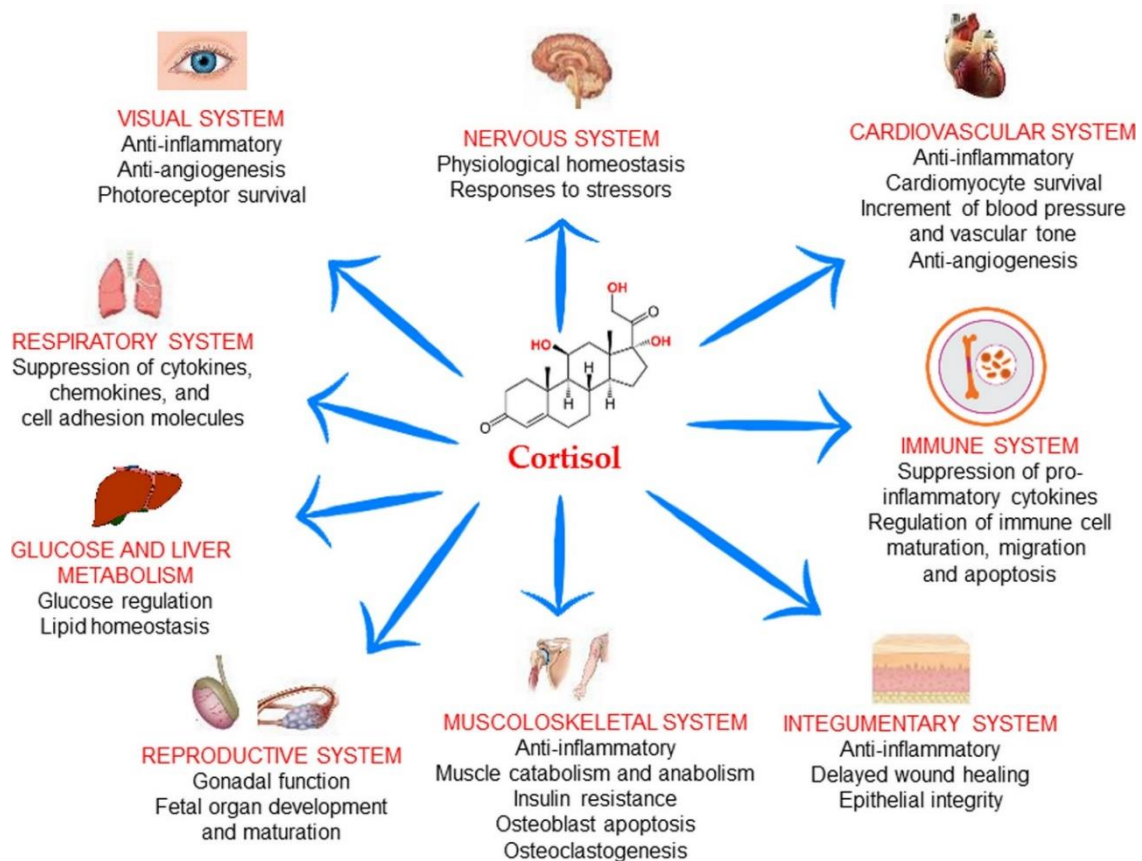 VISUAL SYSTEM
Anti-inflammatory
Anti-angiogenesis
Photoreceptor survival
NERVOUS SYSTEM
Physiological homeostasis
Responses to stressors
CARDIOVASCULAR SYSTEM
Anti-inflammatory
Cardiomyocyte survival
Increment of blood pressure
and vascular tone
Anti-angiogenesis
RESPIRATORY SYSTEM
Suppression of cytokines,
chemokines, and
cell adhesion molecules
OH
O
HO
OH
H
H
H
O
Cortisol
IMMUNE SYSTEM
Suppression of pro-
inflammatory cytokines
Regulation of immune cell
maturation, migration
and apoptosis
GLUCOSE AND LIVER
METABOLISM
Glucose regulation
Lipid homeostasis
REPRODUCTIVE SYSTEM
Gonadal function
Fetal organ development
and maturation
MUSCOLOSKELETAL SYSTEM
Anti-inflammatory
Muscle catabolism and anabolism
Insulin resistance
Osteoblast apoptosis
Osteoclastogenesis
INTEGUMENTARY SYSTEM
Anti-inflammatory
Delayed wound healing
Epithelial integrity